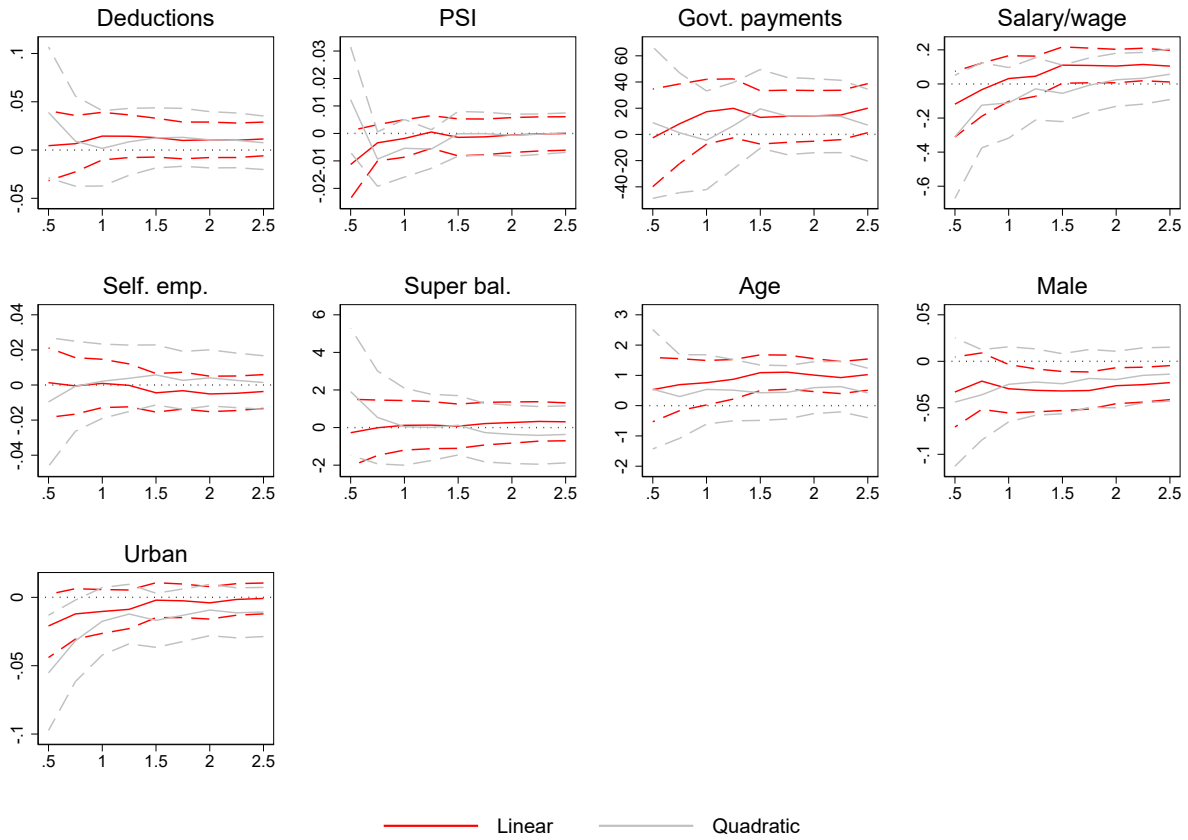 Deductions
.1
.05
0
-.05
.5 1 1.5 2 2.5
PSI
.03
.01
0
-.01
-.02
.5 1 1.5 2 2.5
Govt. payments
60
40
20
0
-20
-40
.5 1 1.5 2 2.5
Salary/wage
.2
0
-.2
-.4
-.6
.5 1 1.5 2 2.5
Self. emp.
.04
.02
0
-.02
-.04
.5 1 1.5 2 2.5
Super bal.
6
4
2
0
-2
.5 1 1.5 2 2.5
Age
3
2
1
0
-1
-2
.5 1 1.5 2 2.5
Male
.05
0
-.05
-.1
.5 1 1.5 2 2.5
Urban
0
-.05
-.1
.5 1 1.5 2 2.5
Linear Quadratic